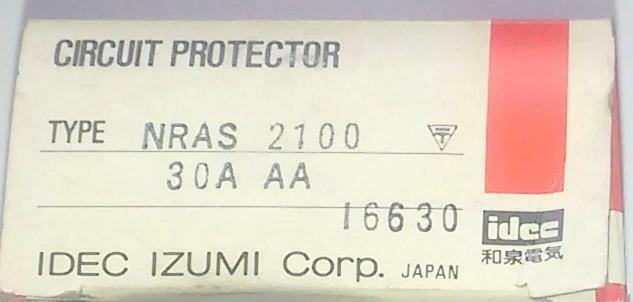 CIRCUIT PROTECTOR
TYPE NRAS 2100 〒
30A AA
16630
idec
和泉電気
IDEC IZUMI Corp. JAPAN